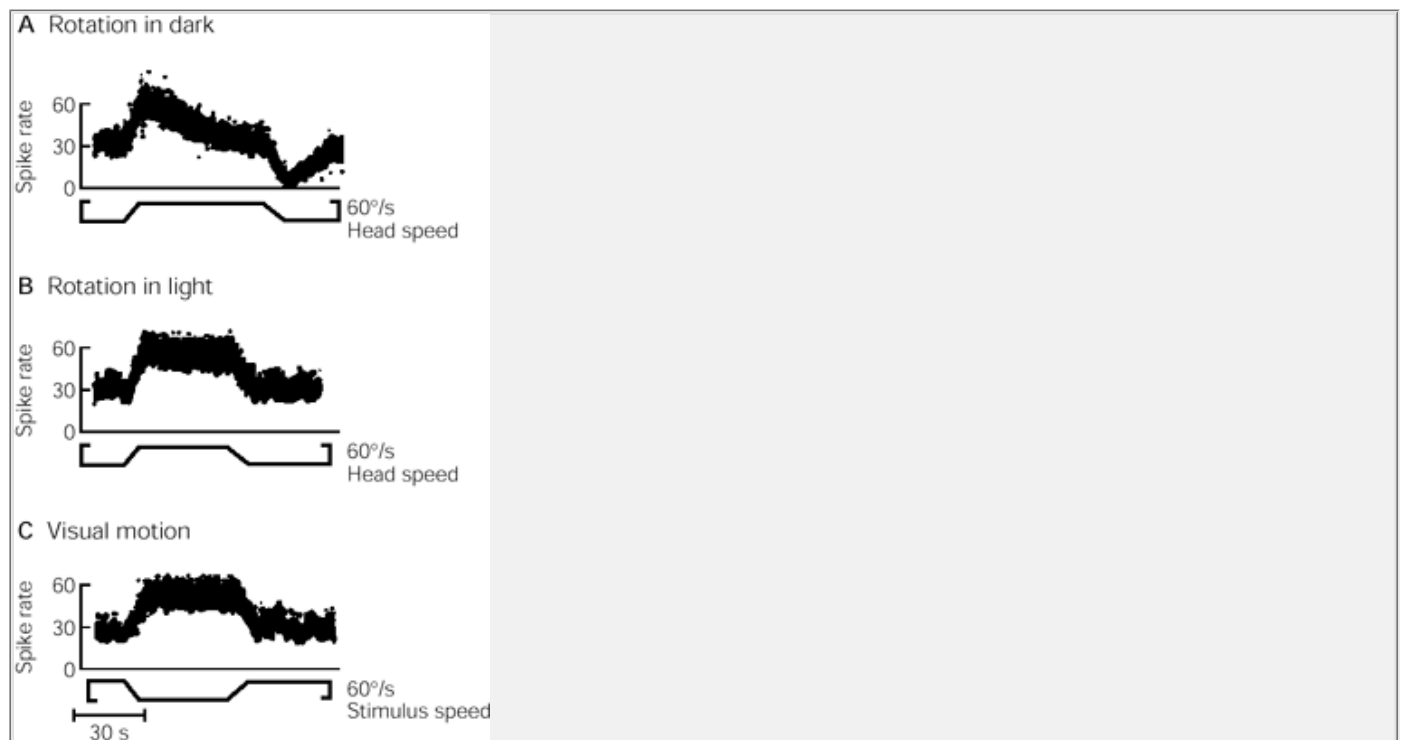 A Rotation in dark
Spike rate
60
30
0
60°/s
Head speed
B Rotation in light
Spike rate
60
30
0
60°/s
Head speed
C Visual motion
Spike rate
60
30
0
60°/s
Stimulus speed
30 s